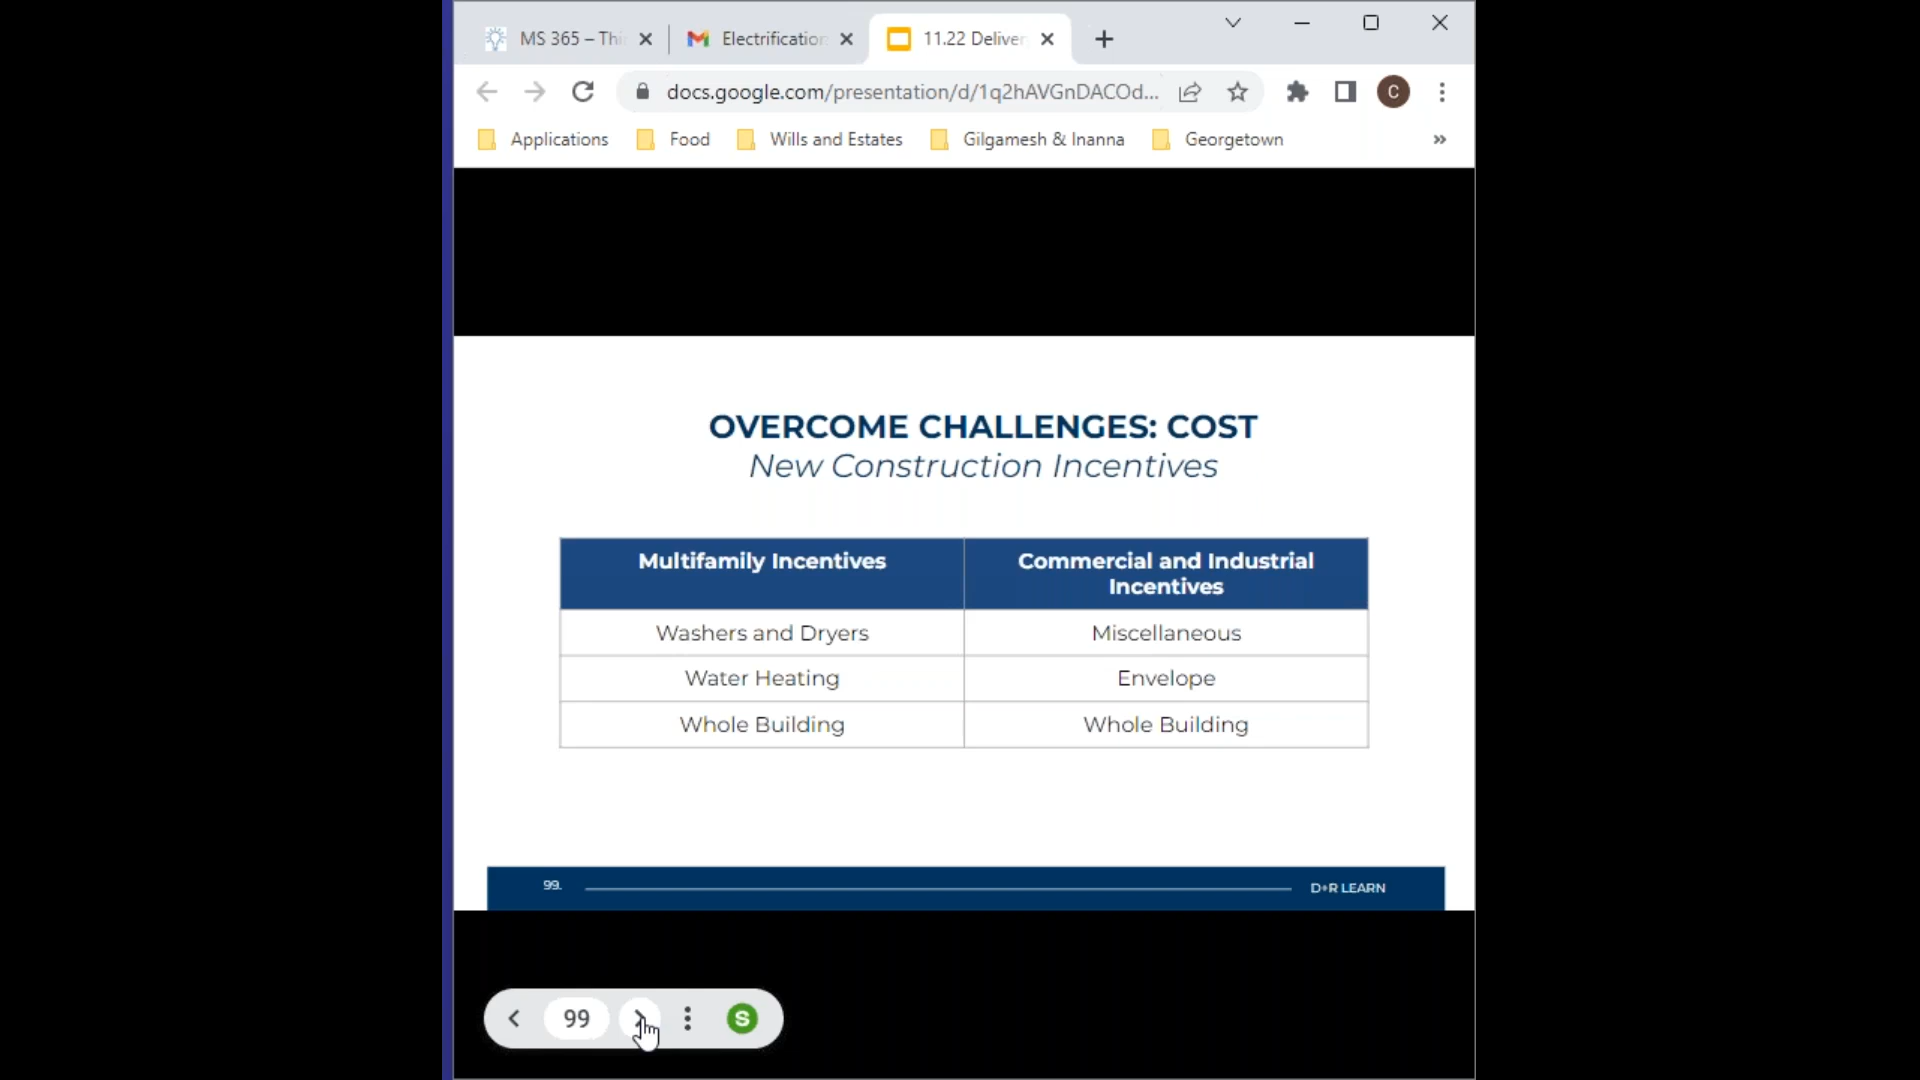 MS 365 – Thi
Electrification
11.22 Deliver
docs.google.com/presentation/d/1q2hAVGnDACOd...
C
Applications
Food
Wills and Estates
Gilgamesh & Inanna
Georgetown
»
OVERCOME CHALLENGES: COST
New Construction Incentives
Multifamily Incentives
Commercial and Industrial
Incentives
Washers and Dryers
Miscellaneous
Water Heating
Envelope
Whole Building
Whole Building
99.
D+R LEARN
99
S